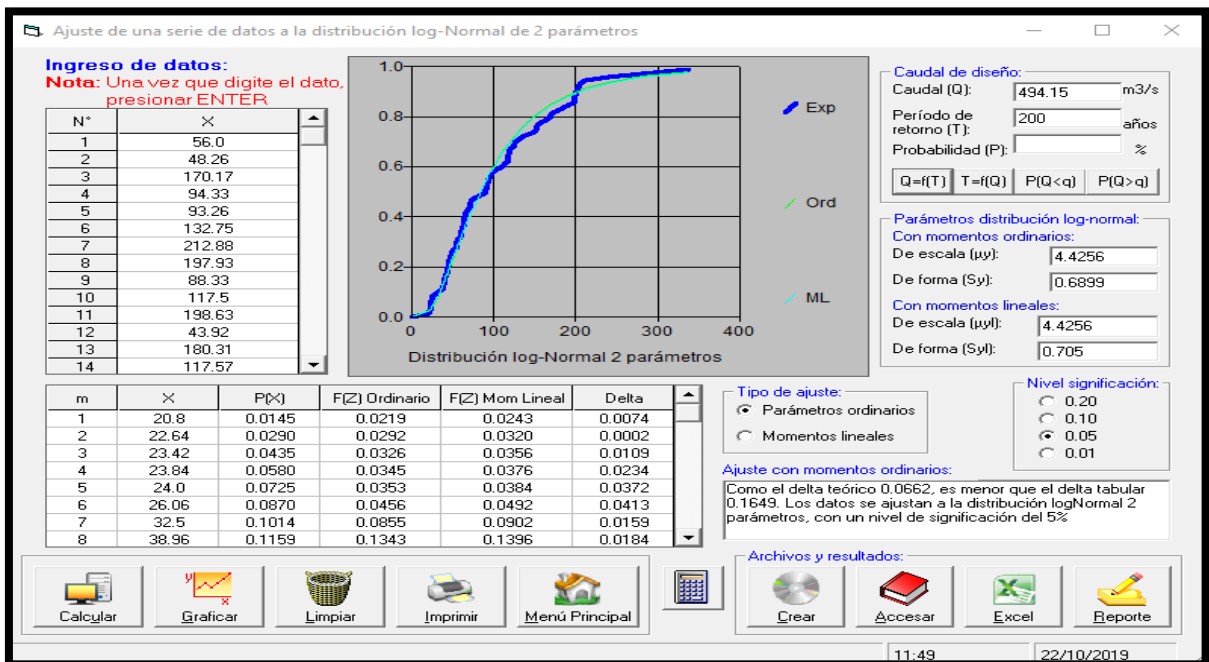 Ajuste de una serie de datos a la distribución log-Normal de 2 parámetros
Ingreso de datos:
Nota: Una vez que digite el dato,
presionar ENTER
N° X
1 56.0
2 48.26
3 170.17
4 94.33
5 93.26
6 132.75
7 212.88
8 197.93
9 88.33
10 117.5
11 198.63
12 43.92
13 180.31
14 117.57
1.0
0.8
0.6
0.4
0.2
0.0
0 100 200 300 400
Distribución log-Normal 2 parámetros
Exp
Ord
ML
Caudal de diseño:
Caudal (Q): 494.15 m3/s
Período de
retorno (T): 200 años
Probabilidad (P): %
Q=f(T) T=f(Q) P(Q<q) P(Q>q)
Parámetros distribución log-normal:
Con momentos ordinarios:
De escala (μy): 4.4256
De forma (Sy): 0.6899
Con momentos lineales:
De escala (μyl): 4.4256
De forma (Syl): 0.705
m X P(X) F(Z) Ordinario F(Z) Mom Lineal Delta
1 20.8 0.0145 0.0219 0.0243 0.0074
2 22.64 0.0290 0.0292 0.0320 0.0002
3 23.42 0.0435 0.0326 0.0356 0.0109
4 23.84 0.0580 0.0345 0.0376 0.0234
5 24.0 0.0725 0.0353 0.0384 0.0372
6 26.06 0.0870 0.0456 0.0492 0.0413
7 32.5 0.1014 0.0855 0.0902 0.0159
8 38.96 0.1159 0.1343 0.1396 0.0184
Tipo de ajuste:
Parámetros ordinarios
Momentos lineales
Nivel significación:
0.20
0.10
0.05
0.01
Ajuste con momentos ordinarios:
Como el delta teórico 0.0662, es menor que el delta tabular
0.1649. Los datos se ajustan a la distribución logNormal 2
parámetros, con un nivel de significación del 5%
Calcular Graficar Limpiar Imprimir Menú Principal
y
x
Archivos y resultados:
Crear Accesar Excel Reporte
11:49 22/10/2019